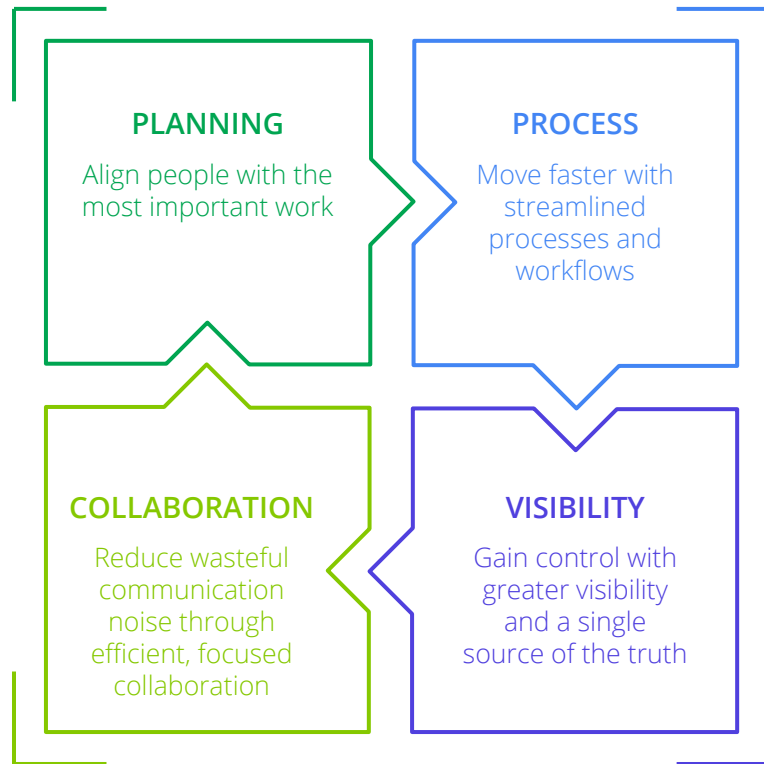 PLANNING
Align people with the
most important work
PROCESS
Move faster with
streamlined
processes and
workflows
COLLABORATION
Reduce wasteful
communication
noise through
efficient, focused
collaboration
VISIBILITY
Gain control with
greater visibility
and a single
source of the truth